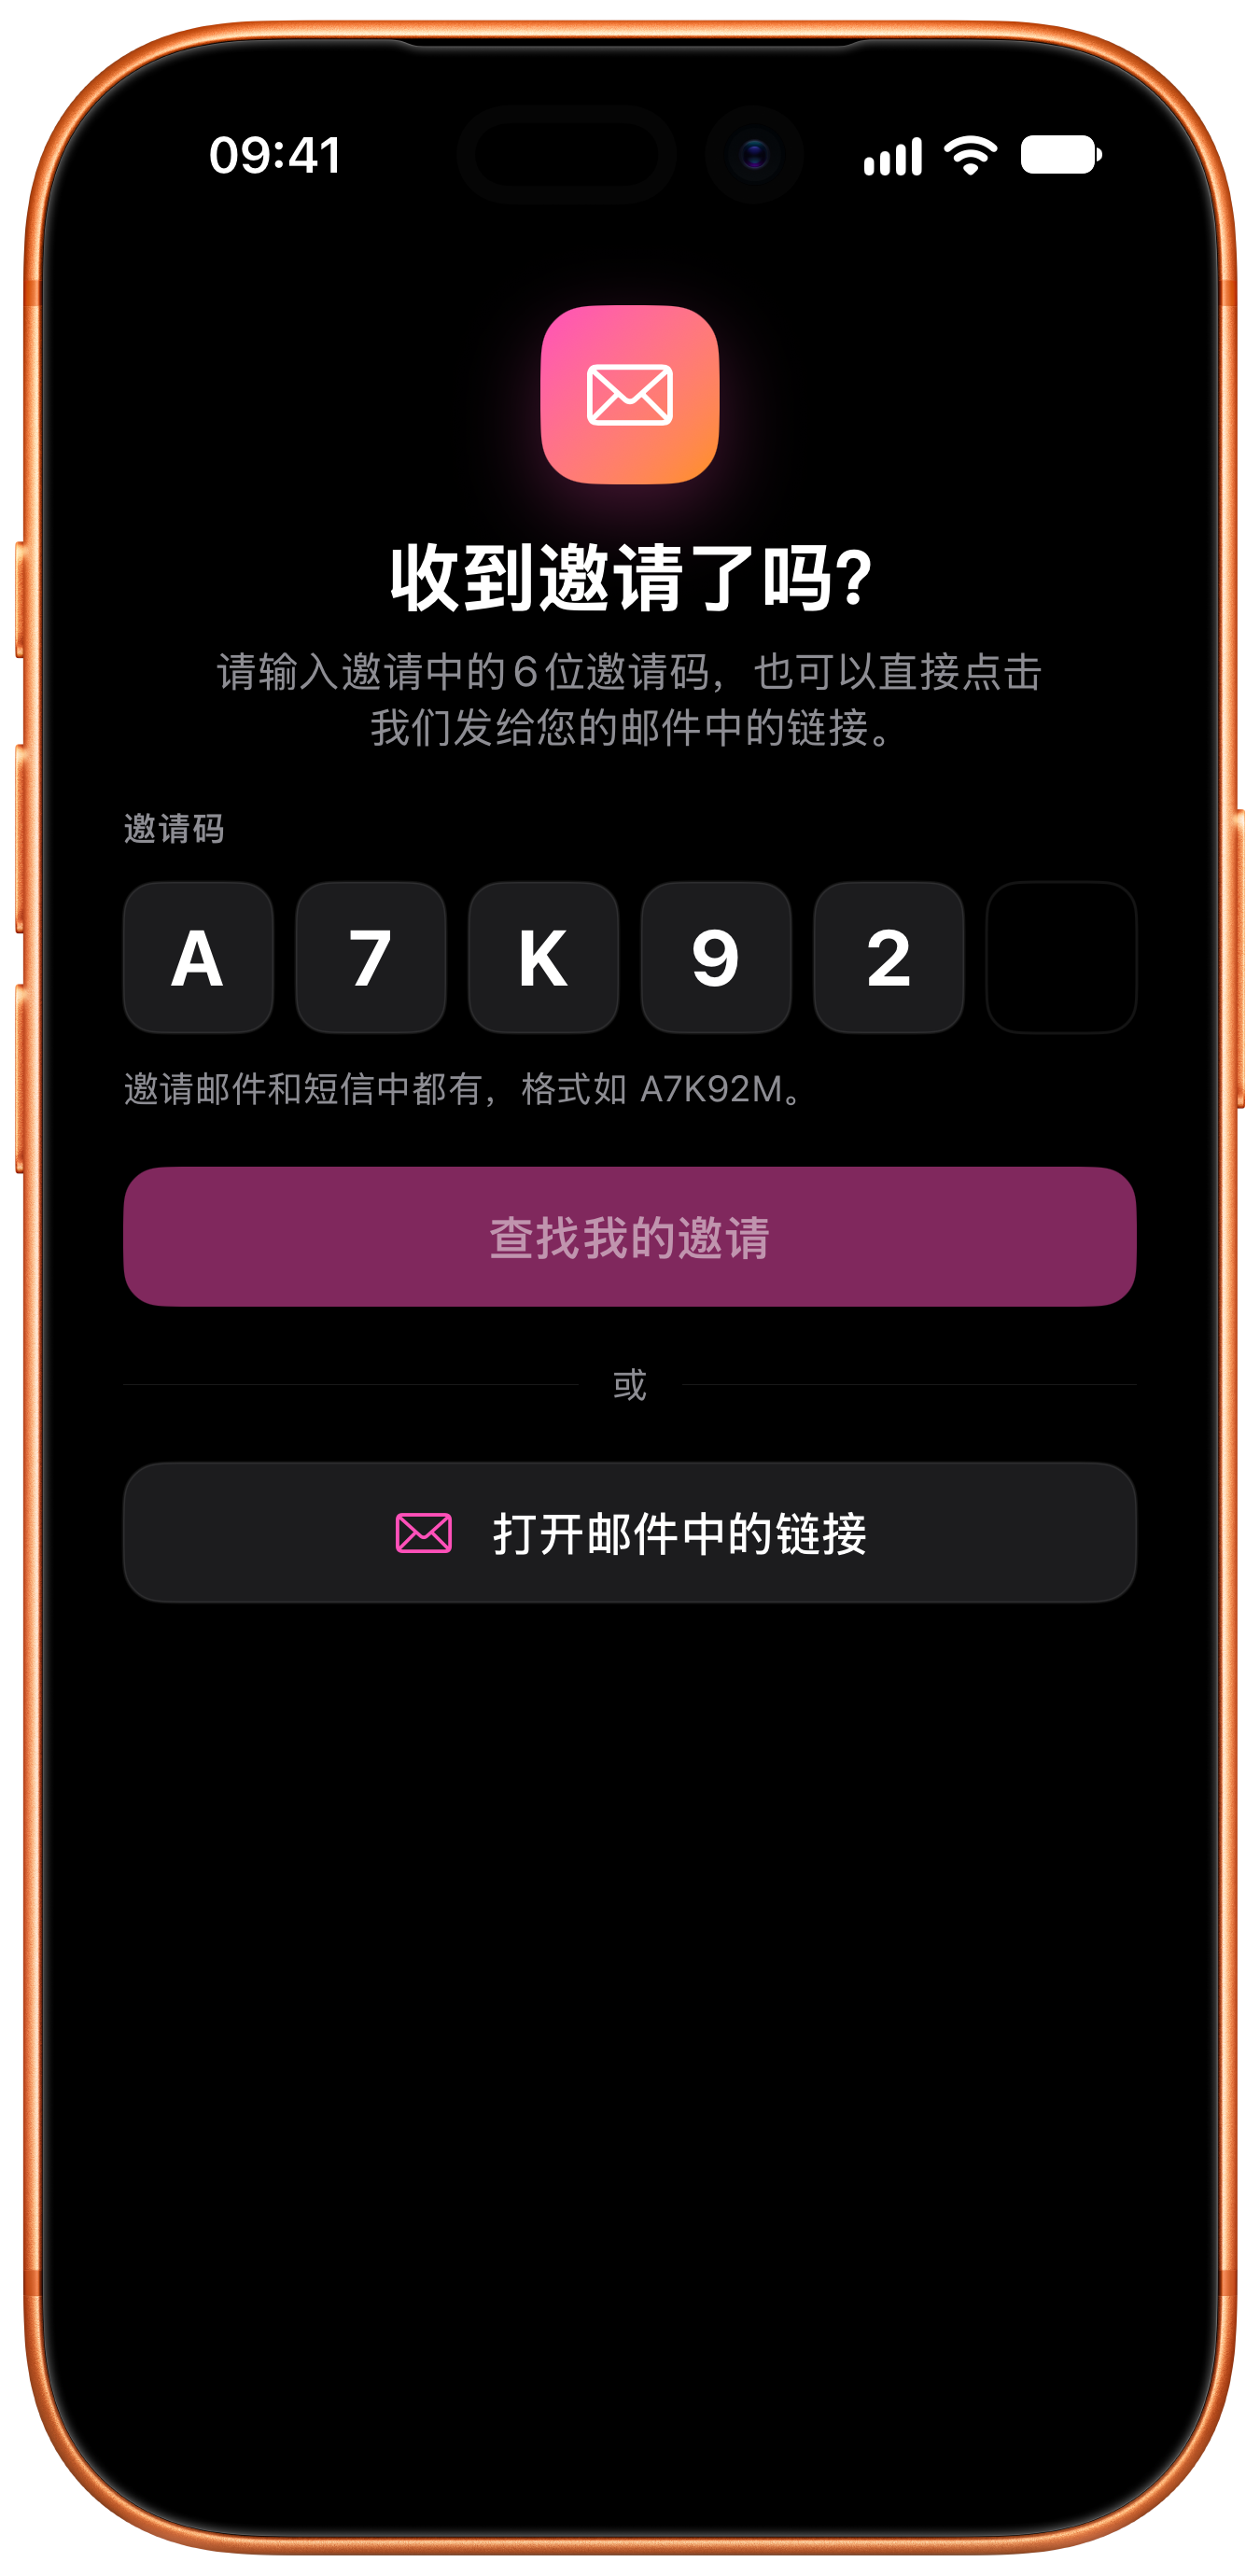 09:41
收到邀请了吗?
请输入邀请中的 6 位邀请码，也可以直接点击
我们发给您的邮件中的链接。
邀请码
A 7 K 9 2
邀请邮件和短信中都有，格式如 A7K92M。
查找我的邀请
或
打开邮件中的链接